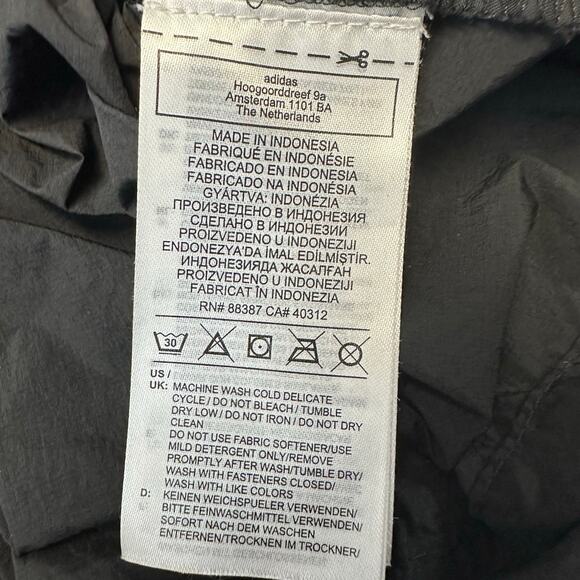 adidas
Hoogoorddreef 9a
Amsterdam 1101 BA
The Netherlands
MADE IN INDONESIA
FABRIQUÉ EN INDONÉSIE
FABRICADO EN INDONESIA
FABRICADO NA INDONÉSIA
GYÁRTVA: INDONÉZIA
ПРОИЗВЕДЕНО В ИНДОНЕЗИЯ
СДЕЛАНО В ИНДОНЕЗИИ
PROIZVEDENO U INDONEZIJI
ENDONEZYA'DA İMAL EDİLMİŞTİR.
ИНДОНЕЗИЯДА ЖАСАЛҒАН
PROIZVEDENO U INDONEZIJI
FABRICAT ÎN INDONEZIA
RN# 88387 CA# 40312
30
US /
UK: MACHINE WASH COLD DELICATE
CYCLE / DO NOT BLEACH / TUMBLE
DRY LOW / DO NOT IRON / DO NOT DRY
CLEAN
DO NOT USE FABRIC SOFTENER/USE
MILD DETERGENT ONLY/REMOVE
PROMPTLY AFTER WASH/TUMBLE DRY/
WASH WITH FASTENERS CLOSED/
WASH WITH LIKE COLORS
D: KEINEN WEICHSPUELER VERWENDEN/
BITTE FEINWASCHMITTEL VERWENDEN/
SOFORT NACH DEM WASCHEN
ENTFERNEN/TROCKNEN IM TROCKNER/